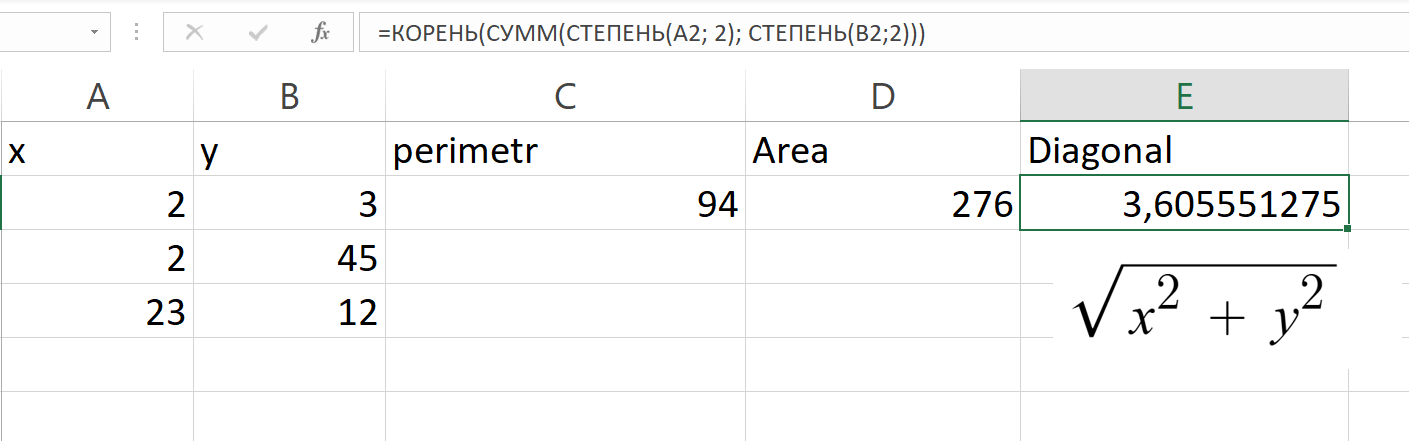 fx =КОРЕНЬ(СУММ(СТЕПЕНЬ(A2; 2); СТЕПЕНЬ(B2;2)))
A B C D E
x y perimetr Area Diagonal
2 3 94 276 3,605551275
2 45
√x² + y²
23 12